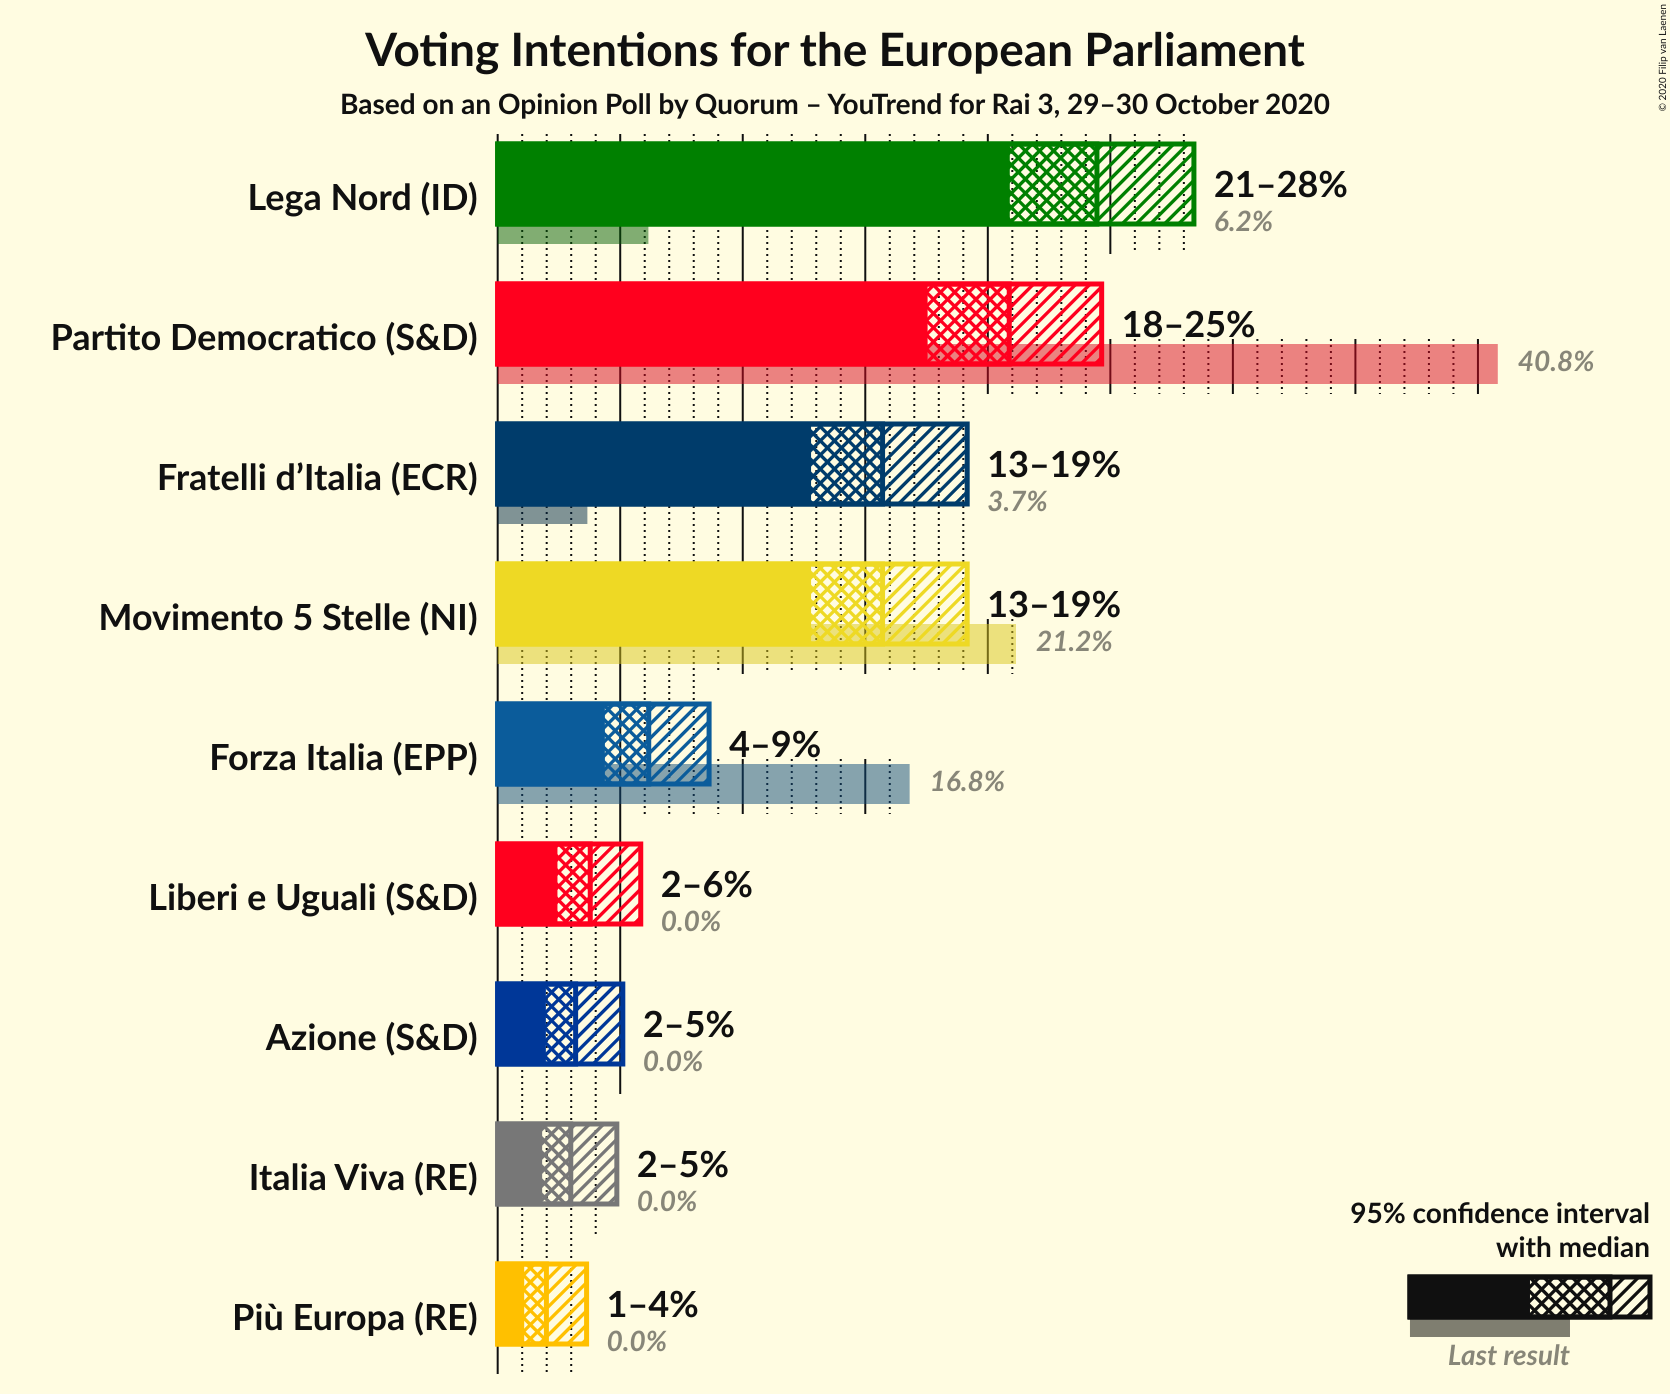 Voting Intentions for the European Parliament
Based on an Opinion Poll by Quorum – YouTrend for Rai 3, 29–30 October 2020
© 2020 Filip van Laenen
Lega Nord (ID)
21–28%
6.2%
Partito Democratico (S&D)
18–25%
40.8%
Fratelli d’Italia (ECR)
13–19%
3.7%
Movimento 5 Stelle (NI)
13–19%
21.2%
Forza Italia (EPP)
4–9%
16.8%
Liberi e Uguali (S&D)
2–6%
0.0%
Azione (S&D)
2–5%
0.0%
Italia Viva (RE)
2–5%
0.0%
Più Europa (RE)
1–4%
0.0%
95% confidence interval
with median
Last result